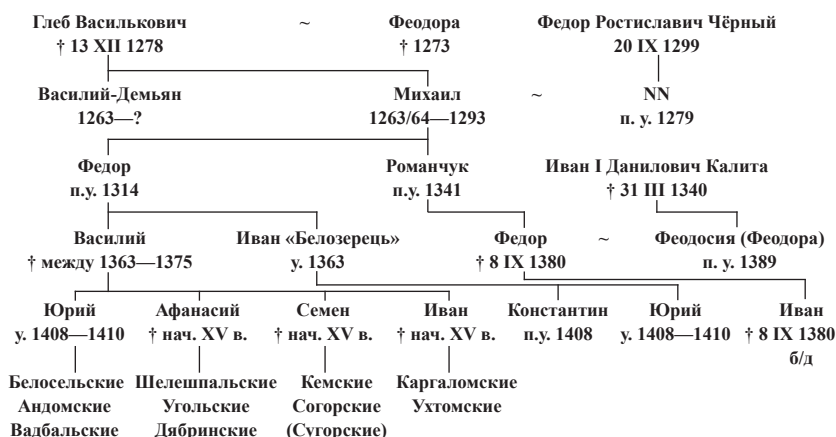 Глеб Василькович ~ Феодора Федор Ростиславич Чёрный
† 13 XII 1278 † 1273 20 IX 1299
Василий-Демьян Михаил ~ NN
1263—? 1263/64—1293 п. у. 1279
Федор Романчук Иван I Данилович Калита
п.у. 1314 п.у. 1341 † 31 III 1340
Василий Иван «Белозерець» Федор ~ Феодосия (Феодора)
† между 1363—1375 у. 1363 † 8 IX 1380 п. у. 1389
Юрий Афанасий Семен Иван Константин Юрий Иван
у. 1408—1410 † нач. XV в. † нач. XV в. † нач. XV в. п.у. 1408 у. 1408—1410 † 8 IX 1380
б/д
Белосельские Шелешпальские Кемские Каргаломские
Андомские Угольские Согорские Ухтомские
Вадбальские Дябринские (Сугорские)